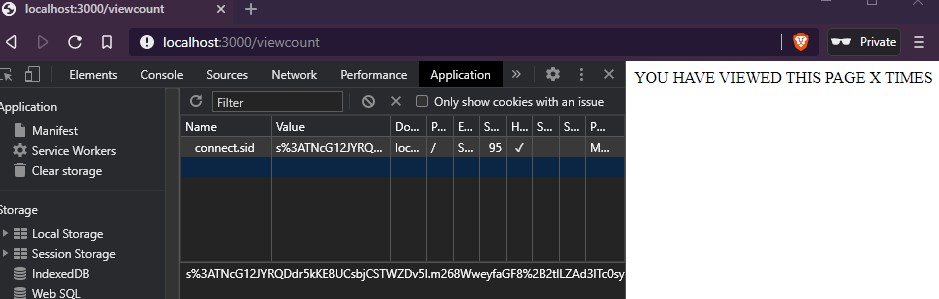 localhost:3000/viewcount
localhost:3000/viewcount
Private
Elements Console Sources Network Performance Application
YOU HAVE VIEWED THIS PAGE X TIMES
Application
Manifest
Service Workers
Clear storage
Storage
Local Storage
Session Storage
IndexedDB
Web SQL
Filter
Only show cookies with an issue
Name Value Do... P... E... S... H... S... S... P...
connect.sid s%3ATNcG12JYRQ... loc... / S... 95 ✓ M...
s%3ATNcG12JYRQDdr5kKE8UCsbjCSTWZDv5l.m268WweyfaGF8%2B2tlLZAd3lTc0sy